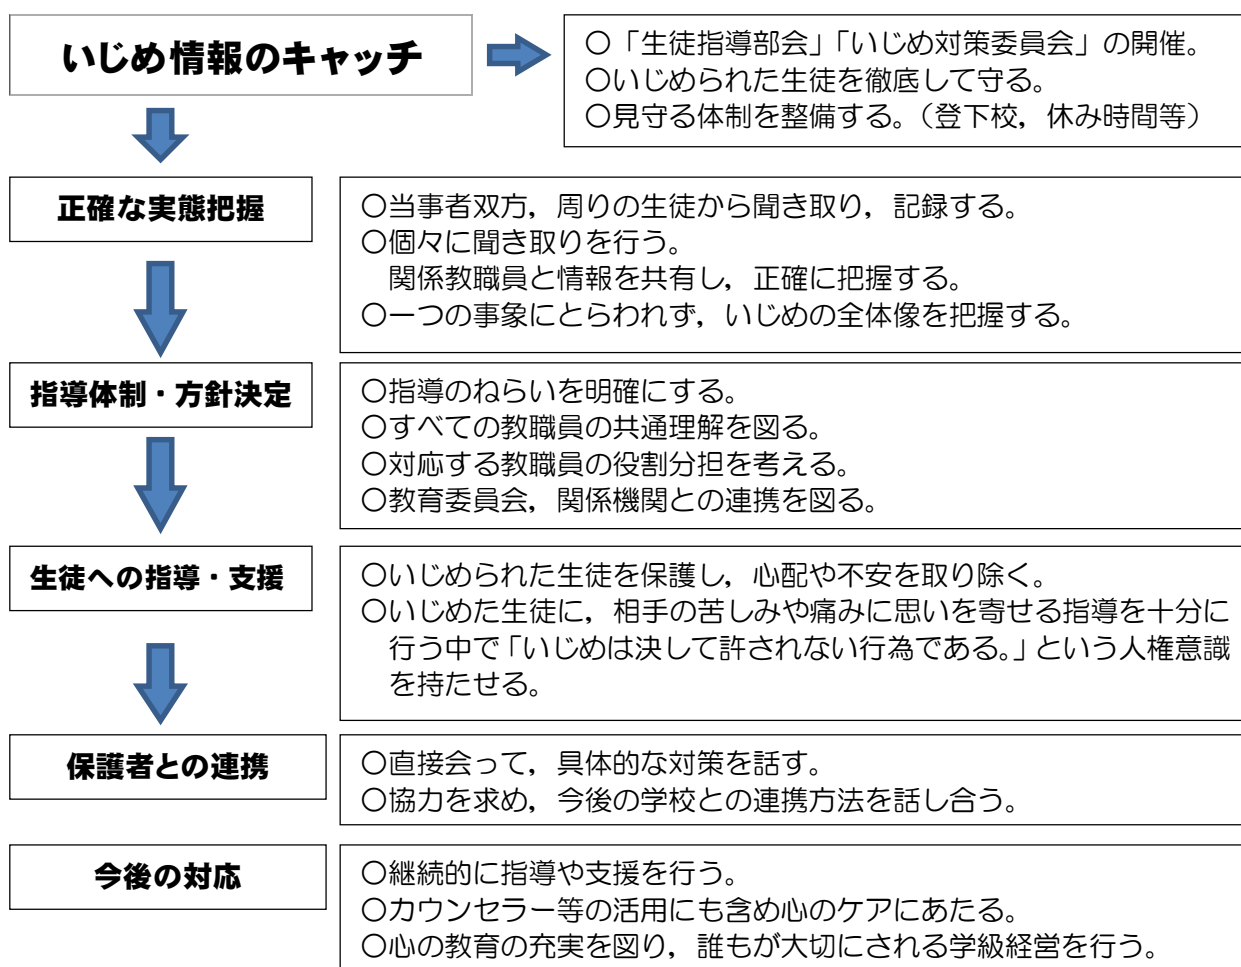 いじめ情報のキャッチ
〇「生徒指導部会」「いじめ対策委員会」の開催。
〇いじめられた生徒を徹底して守る。
〇見守る体制を整備する。（登下校，休み時間等）
正確な実態把握
〇当事者双方，周りの生徒から聞き取り，記録する。
〇個々に聞き取りを行う。
関係教職員と情報を共有し，正確に把握する。
〇一つの事象にとらわれず，いじめの全体像を把握する。
指導体制・方針決定
〇指導のねらいを明確にする。
〇すべての教職員の共通理解を図る。
〇対応する教職員の役割分担を考える。
〇教育委員会，関係機関との連携を図る。
生徒への指導・支援
〇いじめられた生徒を保護し，心配や不安を取り除く。
〇いじめた生徒に，相手の苦しみや痛みに思いを寄せる指導を十分に
行う中で「いじめは決して許されない行為である。」という人権意識
を持たせる。
保護者との連携
〇直接会って，具体的な対策を話す。
〇協力を求め，今後の学校との連携方法を話し合う。
今後の対応
〇継続的に指導や支援を行う。
〇カウンセラー等の活用にも含め心のケアにあたる。
〇心の教育の充実を図り，誰もが大切にされる学級経営を行う。